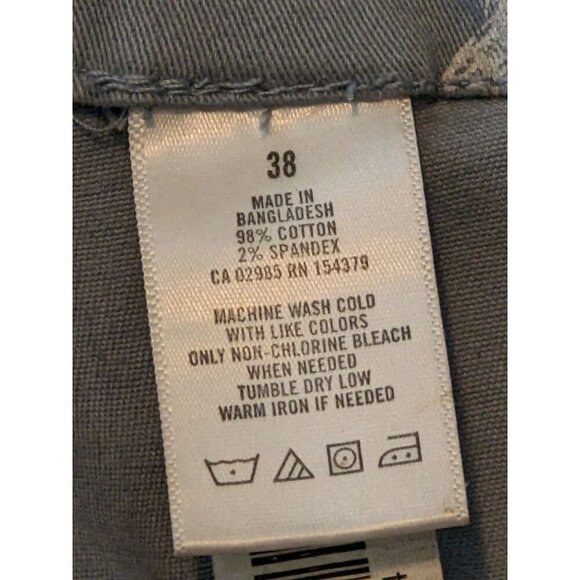 38
MADE IN
BANGLADESH
98% COTTON
2% SPANDEX
CA 02985 RN 154379
MACHINE WASH COLD
WITH LIKE COLORS
ONLY NON-CHLORINE BLEACH
WHEN NEEDED
TUMBLE DRY LOW
WARM IRON IF NEEDED